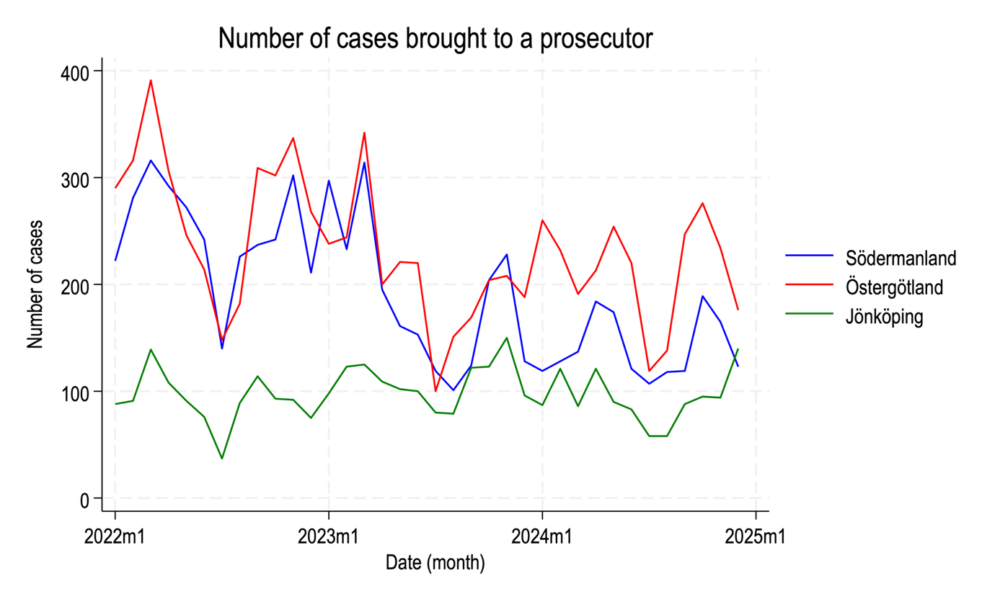 Number of cases brought to a prosecutor
Number of cases
400
300
200
100
0
2022m1 2023m1 2024m1 2025m1
Date (month)
Södermanland
Östergötland
Jönköping